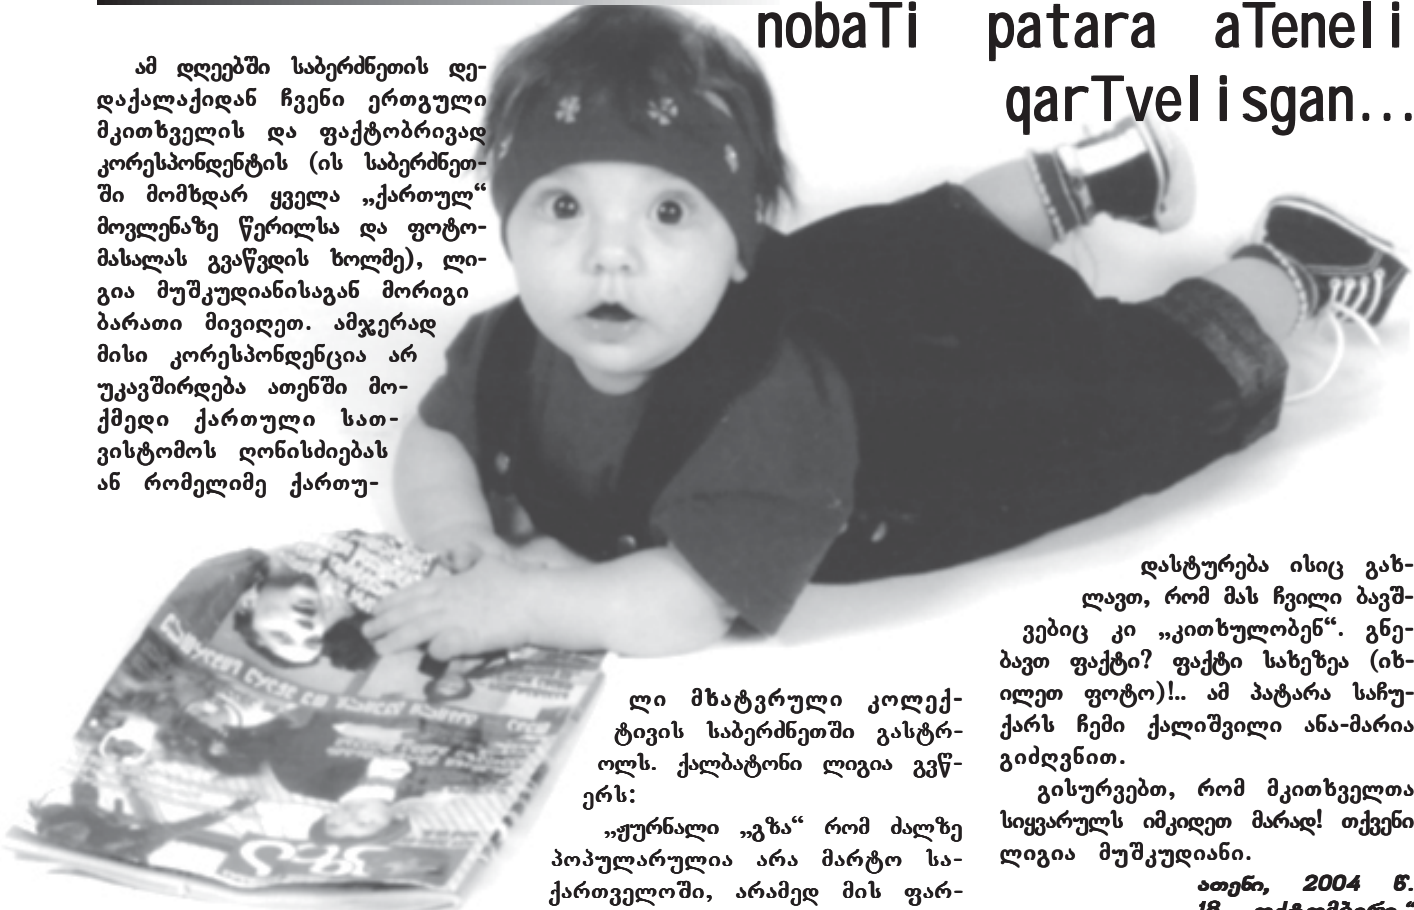 nobaTi patara aTeneli
qarTvelisgan...
ამ დღეებში საბერძნეთის დე-
დაქალაქიდან ჩვენი ერთგული
მკითხველის და ფაქტობრივად
კორესპონდენტის (ის საბერძნეთ-
ში მომხდარ ყველა „ქართულ“
მოვლენაზე წერილსა და ფოტო-
მასალას გვაწვდის ხოლმე), ლი-
გია მუშკუდიანისაგან მორიგი
ბარათი მივიღეთ. ამჯერად
მისი კორესპონდენცია არ
უკავშირდება ათენში მო-
ქმედი ქართული სათ-
ვისტომოს ღონისძიებას
ან რომელიმე ქართუ-
ლი მხატვრული კოლექ-
ტივის საბერძნეთში გასტრ-
ოლს. ქალბატონი ლიგია გვწ-
ერს:
„ჟურნალი „გზა“ რომ ძალზე
პოპულარულია არა მარტო სა-
ქართველოში, არამედ მის ფარ-
დასტურება ისიც გახ-
ლავთ, რომ მას ჩვილი ბავშ-
ვებიც კი „კითხულობენ“. გნე-
ბავთ ფაქტი? ფაქტი სახეზეა (იხ-
ილეთ ფოტო)!.. ამ პატარა საჩუ-
ქარს ჩემი ქალიშვილი ანა-მარია
გიძღვნით.
გისურვებთ, რომ მკითხველთა
სიყვარულს იმკიდეთ მარად! თქვენი
ლიგია მუშკუდიანი.
ათენი, 2004 წ.
18 ოქტომბერი.“